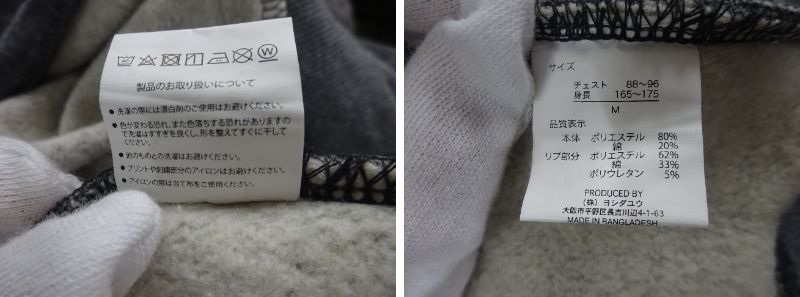 製品のお取り扱いについて
● 洗濯の際には漂白剤のご使用はお避けください。
● 色が変わる恐れ、また色落ちする恐れがありますの
で洗濯はすすぎを良くし、形を整えてすぐに干して
ください。
● 他のものとの洗濯はお避けください。
● プリントや刺繍部分のアイロンはお避けください。
● アイロンの際は当て布をご使用ください。
サイズ
チェスト 88〜96
身長 165〜175
M
品質表示
本体 ポリエステル 80%
綿 20%
リブ部分 ポリエステル 62%
綿 33%
ポリウレタン 5%
PRODUCED BY
(株) ヨシダユウ
大阪市平野区長吉川辺4-1-63
MADE IN BANGLADESH